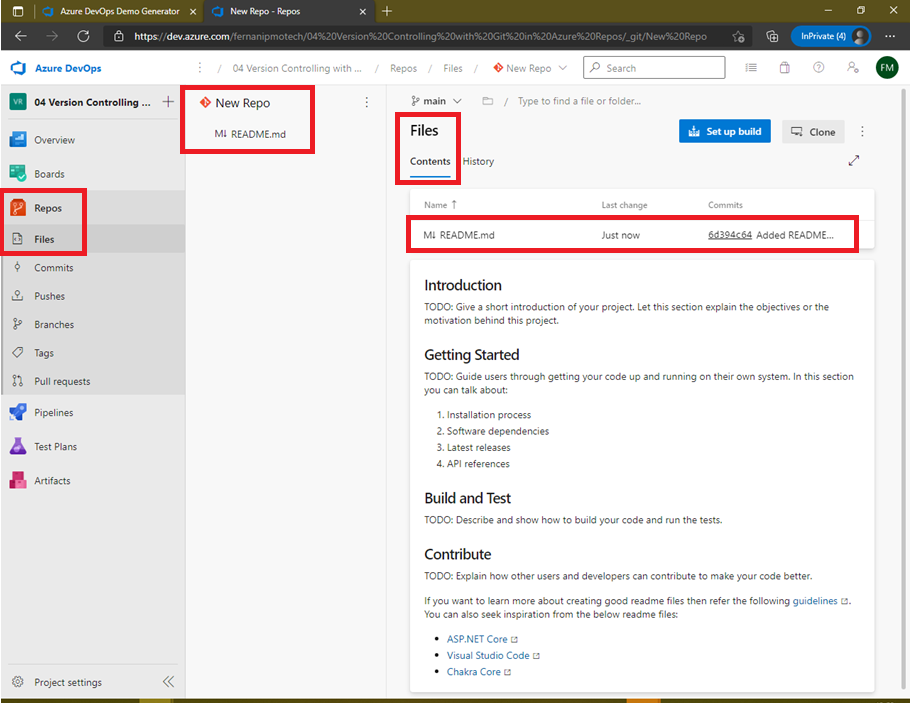 Azure DevOps Demo Generator
New Repo - Repos
https://dev.azure.com/fernanipmotech/04%20Version%20Controlling%20with%20Git%20in%20Azure%20Repos/_git/New%20Repo
InPrivate (4)
Azure DevOps
/ 04 Version Controlling with ... / Repos / Files / New Repo
Search
FM
VR
04 Version Controlling ...
Overview
Boards
Repos
Files
Commits
Pushes
Branches
Tags
Pull requests
Pipelines
Test Plans
Artifacts
Project settings
New Repo
M↓ README.md
main
/ Type to find a file or folder...
Files
Set up build
Clone
Contents
History
Name ↑
Last change
Commits
M↓ README.md
Just now
6d394c64 Added README...
Introduction
TODO: Give a short introduction of your project. Let this section explain the objectives or the
motivation behind this project.
Getting Started
TODO: Guide users through getting your code up and running on their own system. In this section
you can talk about:
1. Installation process
2. Software dependencies
3. Latest releases
4. API references
Build and Test
TODO: Describe and show how to build your code and run the tests.
Contribute
TODO: Explain how other users and developers can contribute to make your code better.
If you want to learn more about creating good readme files then refer the following guidelines.
You can also seek inspiration from the below readme files:
• ASP.NET Core
• Visual Studio Code
• Chakra Core